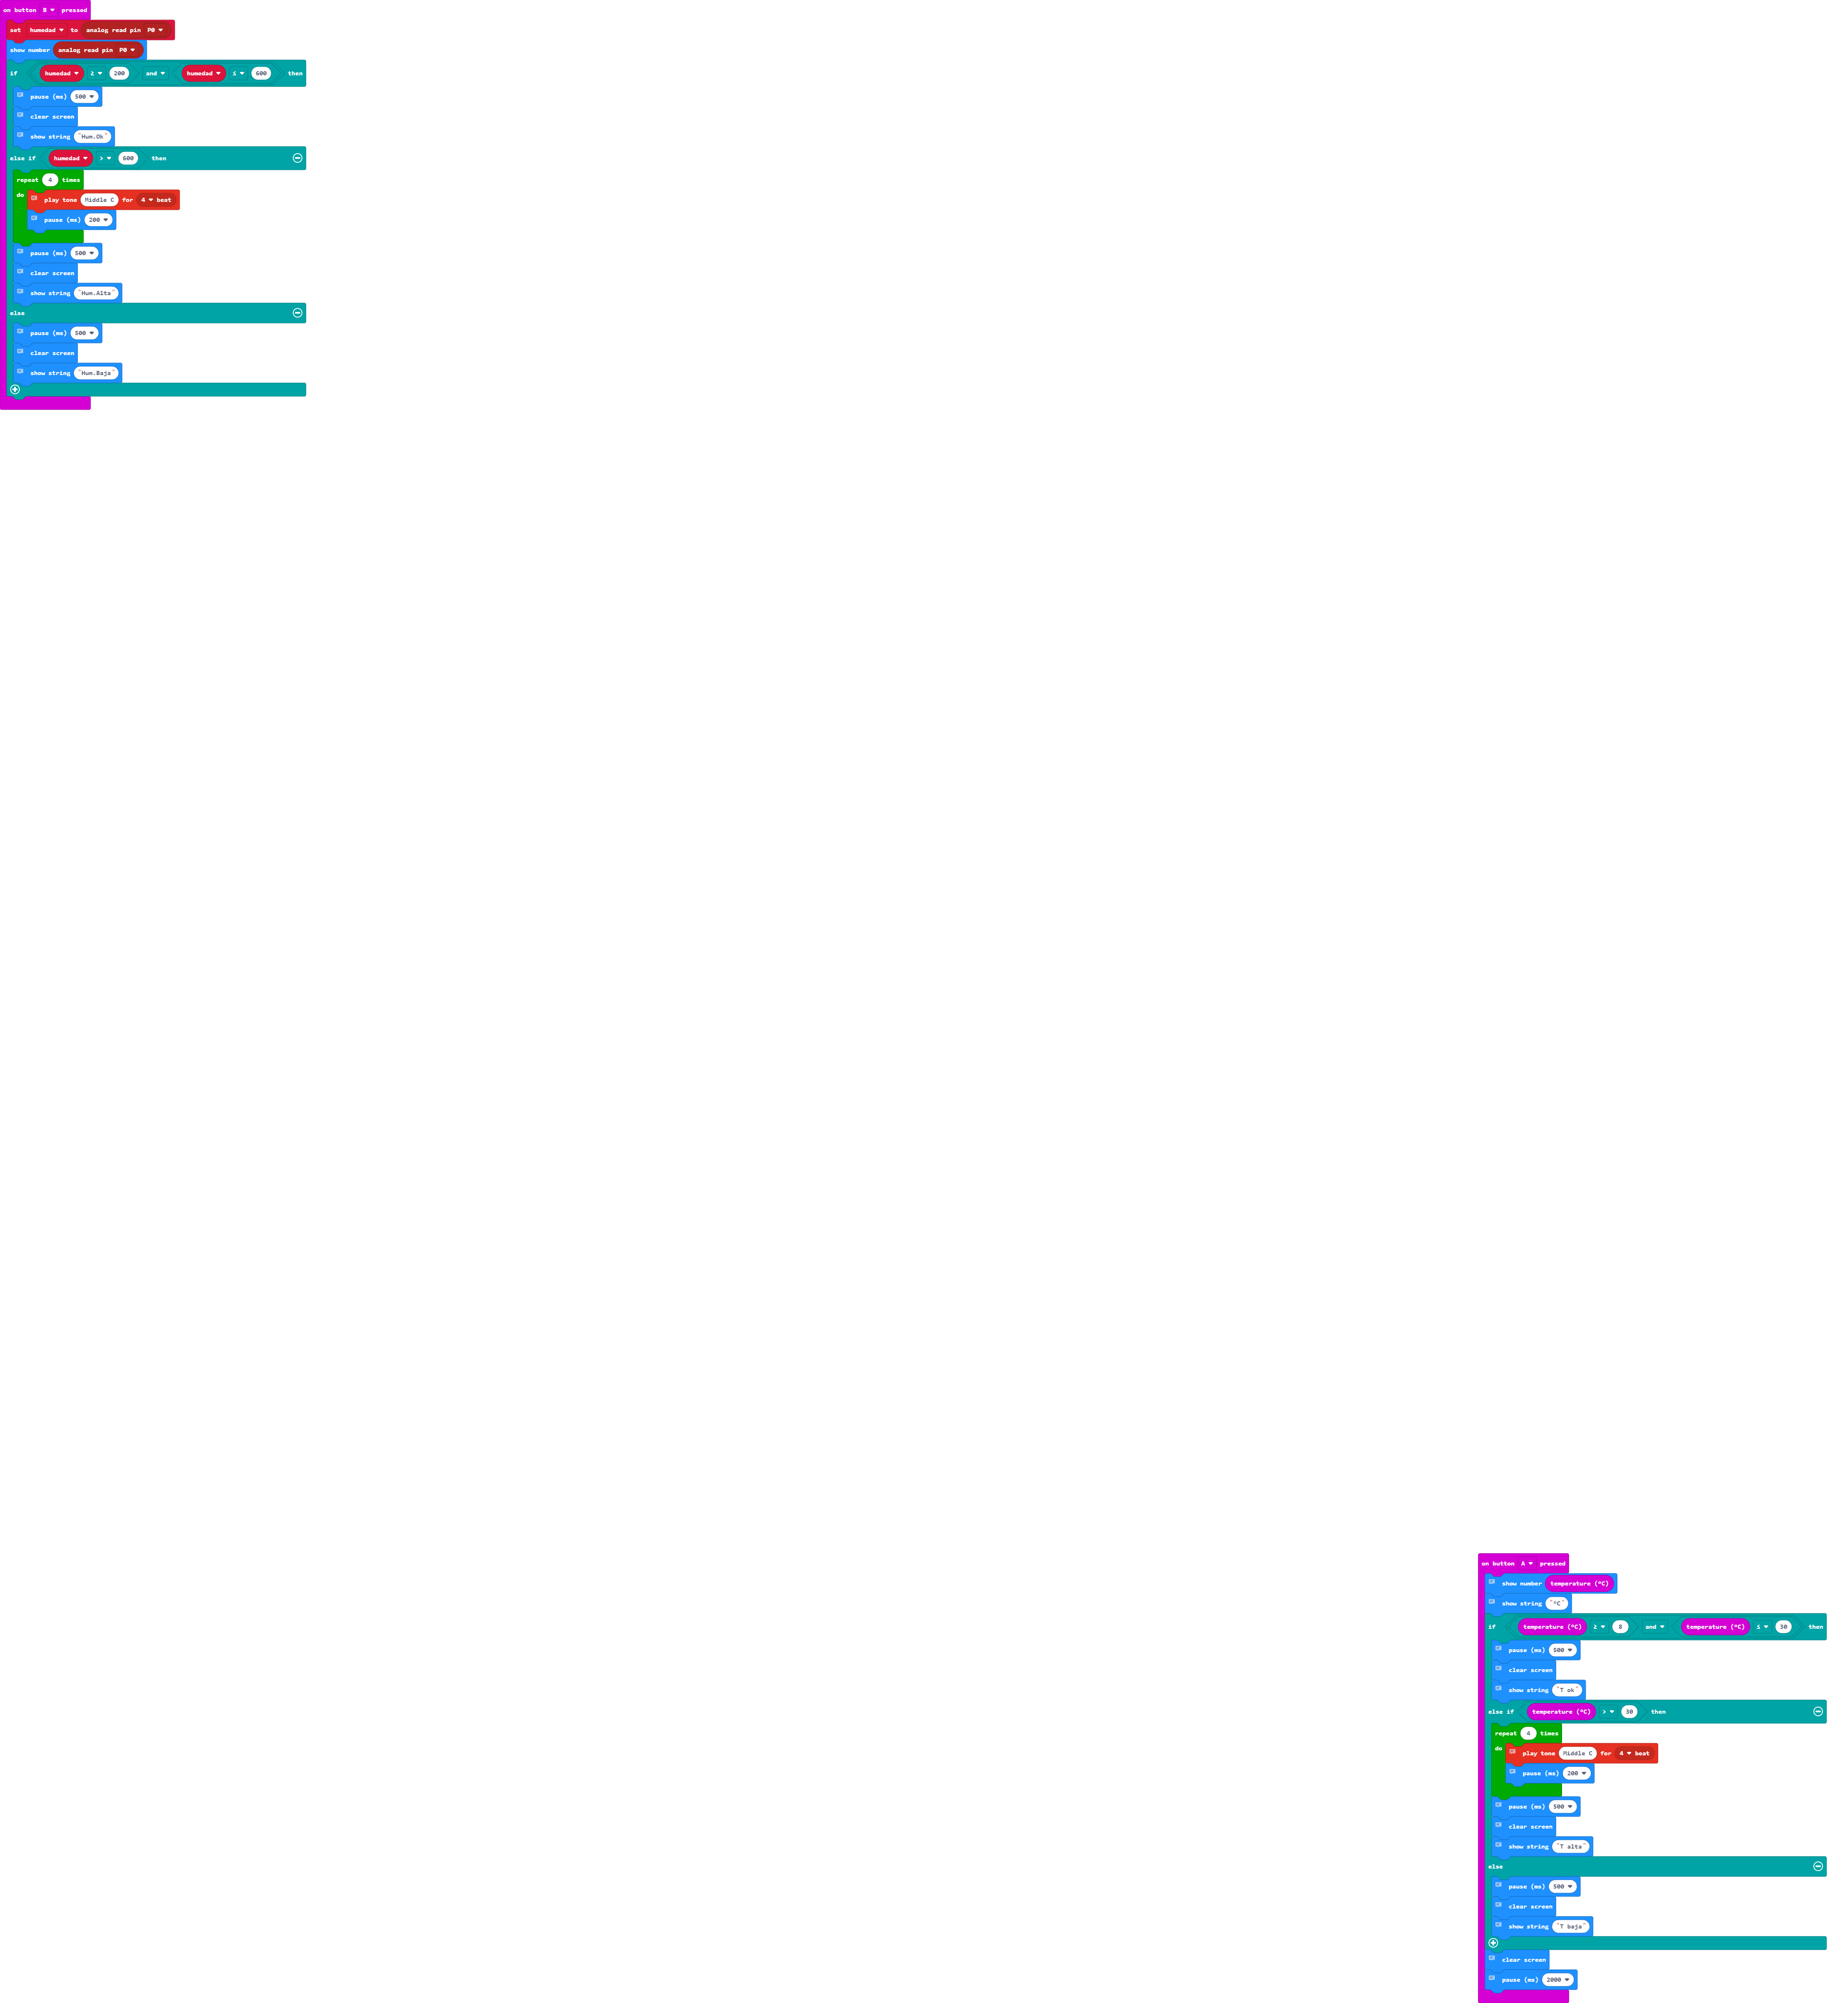 on button B pressed
set humedad to analog read pin P0
show number analog read pin P0
if humedad ≥ 200 and humedad ≤ 600 then
pause (ms) 500
clear screen
show string "Hum.Ok"
else if humedad > 600 then
repeat 4 times
do
play tone Middle C for 4 beat
pause (ms) 200
pause (ms) 500
clear screen
show string "Hum.Alta"
else
pause (ms) 500
clear screen
show string "Hum.Baja"
on button A pressed
show number temperature (ºC)
show string "ºC"
if temperature (ºC) ≥ 8 and temperature (ºC) ≤ 30 then
pause (ms) 500
clear screen
show string "T ok"
else if temperature (ºC) > 30 then
repeat 4 times
do
play tone Middle C for 4 beat
pause (ms) 200
pause (ms) 500
clear screen
show string "T alta"
else
pause (ms) 500
clear screen
show string "T baja"
clear screen
pause (ms) 2000